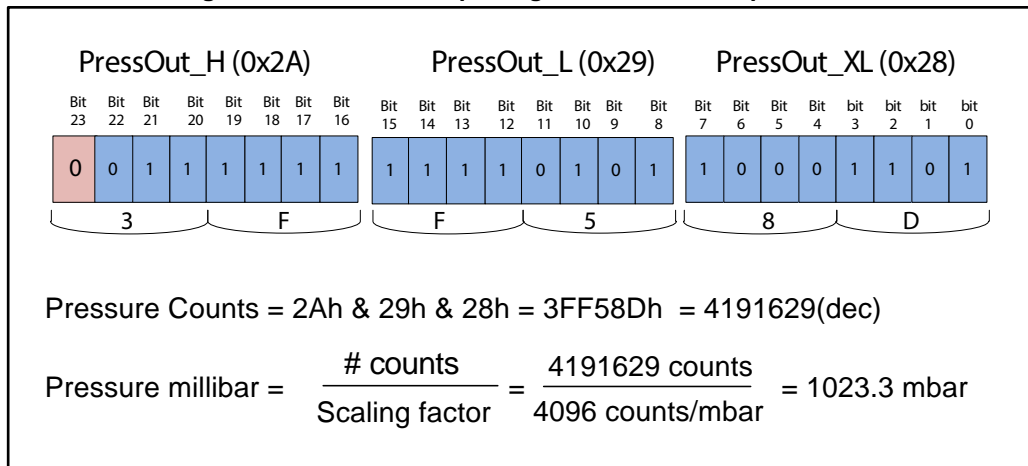 PressOut_H (0x2A) PressOut_L (0x29) PressOut_XL (0x28)
Bit 23 Bit 22 Bit 21 Bit 20 Bit 19 Bit 18 Bit 17 Bit 16 Bit 15 Bit 14 Bit 13 Bit 12 Bit 11 Bit 10 Bit 9 Bit 8 Bit 7 Bit 6 Bit 5 Bit 4 bit 3 bit 2 bit 1 bit 0
0 0 1 1 1 1 1 1 1 1 1 1 0 1 0 1 1 0 0 0 1 1 0 1
3 F F 5 8 D
Pressure Counts = 2Ah & 29h & 28h = 3FF58Dh = 4191629(dec)
Pressure millibar = # counts / Scaling factor = 4191629 counts / 4096 counts/mbar = 1023.3 mbar